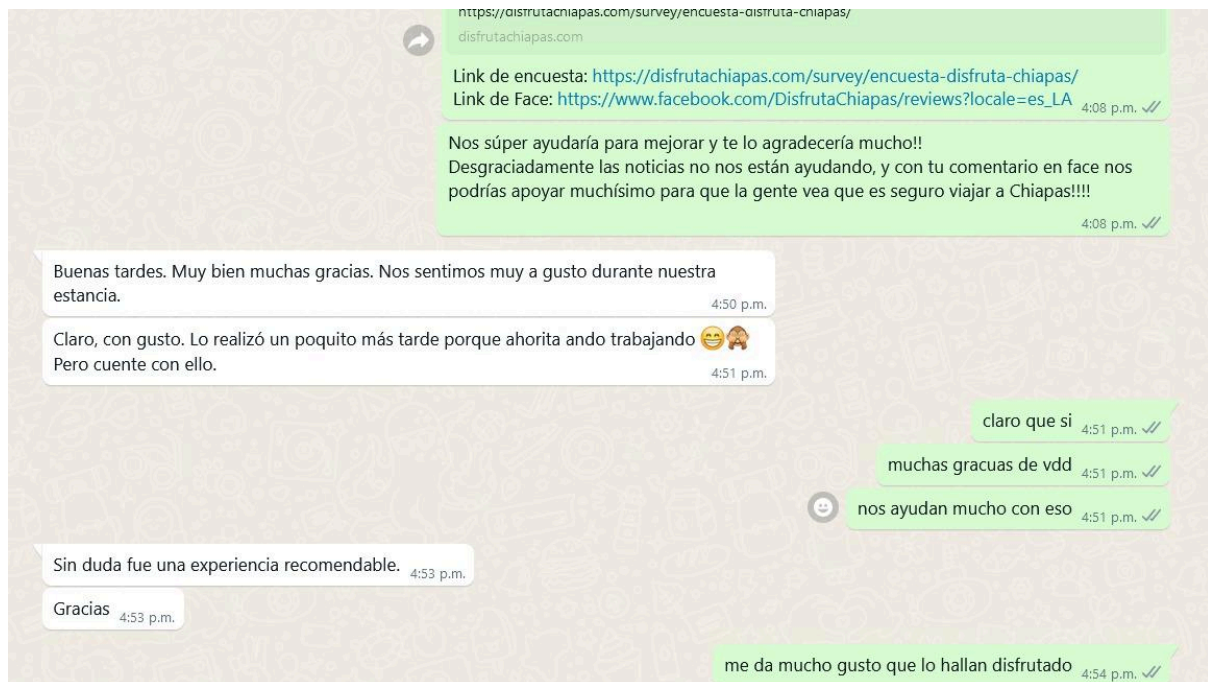 https://disfrutachiapas.com/survey/encuesta-disfruta-chiapas/
disfrutachiapas.com
Link de encuesta: https://disfrutachiapas.com/survey/encuesta-disfruta-chiapas/
Link de Face: https://www.facebook.com/DisfrutaChiapas/reviews?locale=es_LA 4:08 p.m.
Nos súper ayudaría para mejorar y te lo agradecería mucho!!
Desgraciadamente las noticias no nos están ayudando, y con tu comentario en face nos
podrías apoyar muchísimo para que la gente vea que es seguro viajar a Chiapas!!!!
4:08 p.m.
Buenas tardes. Muy bien muchas gracias. Nos sentimos muy a gusto durante nuestra
estancia.
4:50 p.m.
Claro, con gusto. Lo realizó un poquito más tarde porque ahorita ando trabajando 😁🙈
Pero cuente con ello.
4:51 p.m.
claro que si 4:51 p.m.
muchas gracuas de vdd 4:51 p.m.
nos ayudan mucho con eso 4:51 p.m.
Sin duda fue una experiencia recomendable. 4:53 p.m.
Gracias 4:53 p.m.
me da mucho gusto que lo hallan disfrutado 4:54 p.m.